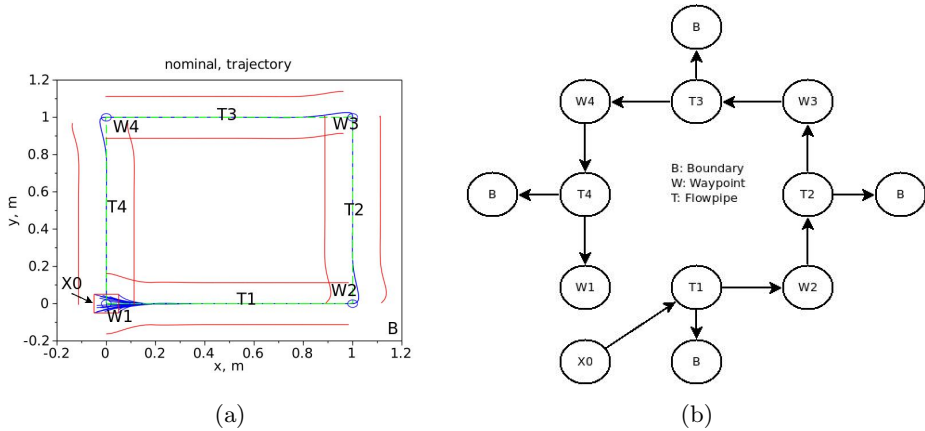 nominal, trajectory
y, m
1.2
1
0.8
0.6
0.4
0.2
0
-0.2
T3
W4
W3
T4
T2
X0
T1
W2
W1
B
-0.2 0 0.2 0.4 0.6 0.8 1 1.2
x, m
(a)
B
W4 T3 W3
B: Boundary
W: Waypoint
T: Flowpipe
B T4 T2 B
W1 T1 W2
X0 B
(b)